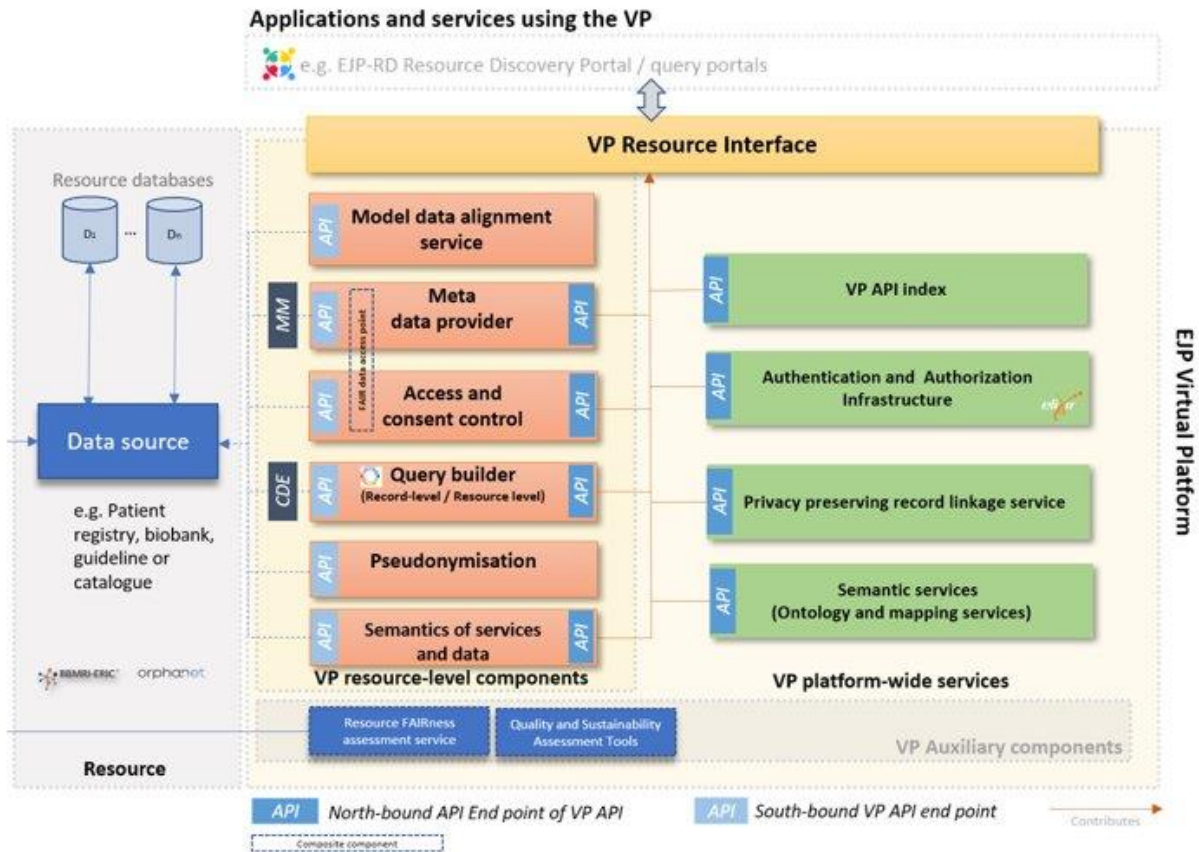 Applications and services using the VP
e.g. EJP-RD Resource Discovery Portal / query portals
VP Resource Interface
Resource databases
D1
...
Dn
Data source
e.g. Patient
registry, biobank,
guideline or
catalogue
BBMRI-ERIC
orphanet
Resource
API
Model data alignment
service
MM
API
Meta
data provider
API
FAIR data access point
API
Access and
consent control
API
CDE
API
Query builder
(Record-level / Resource level)
API
API
Pseudonymisation
API
Semantics of services
and data
API
VP resource-level components
API
VP API index
API
Authentication and Authorization
Infrastructure
elixir
API
Privacy preserving record linkage service
API
Semantic services
(Ontology and mapping services)
VP platform-wide services
EJP Virtual Platform
Resource FAIRness
assessment service
Quality and Sustainability
Assessment Tools
VP Auxiliary components
API
North-bound API End point of VP API
API
South-bound VP API end point
Contributes
Composite component